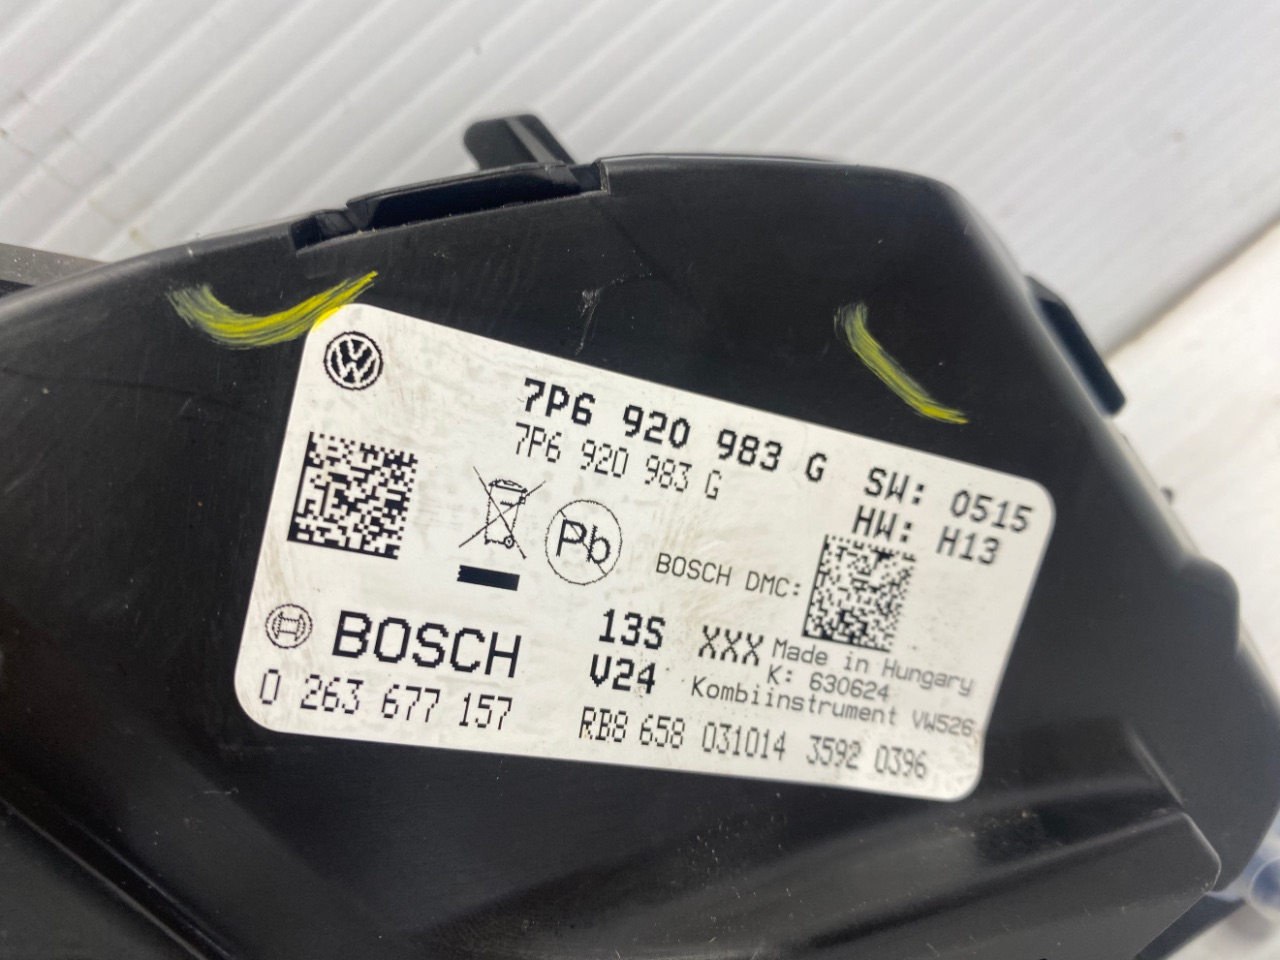 7P6 920 983 G SW: 0515
7P6 920 983 G HW: H13
Pb
BOSCH DMC:
BOSCH 13S XXX Made in Hungary
V24 K: 630624
0 263 677 157 Kombiinstrument VW526
RB8 658 031014 3592 0396